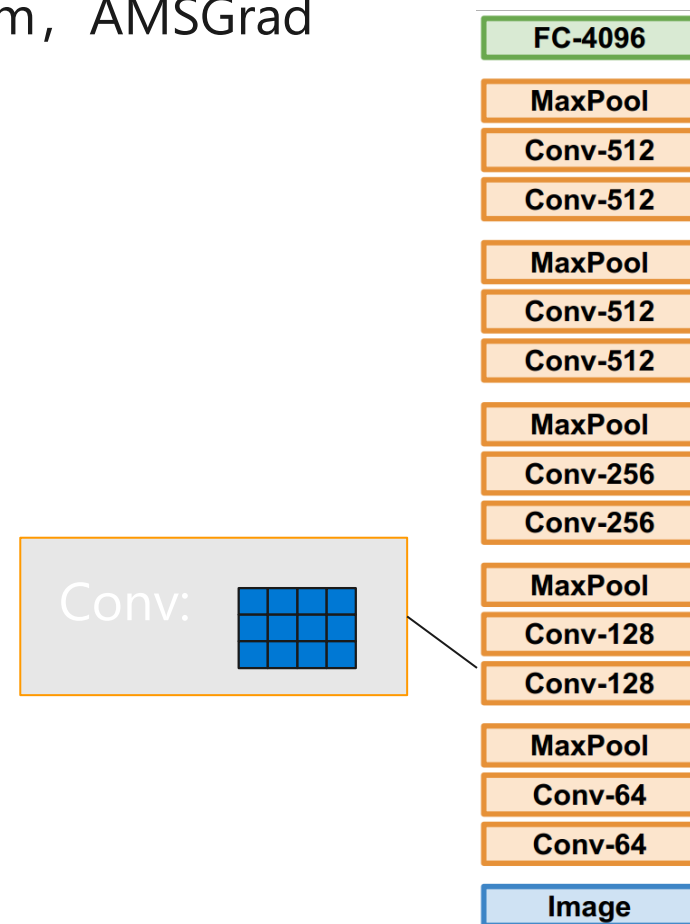 m，AMSGrad
FC-4096
MaxPool
Conv-512
Conv-512
MaxPool
Conv-512
Conv-512
MaxPool
Conv-256
Conv-256
MaxPool
Conv-128
Conv-128
Conv:
MaxPool
Conv-64
Conv-64
Image